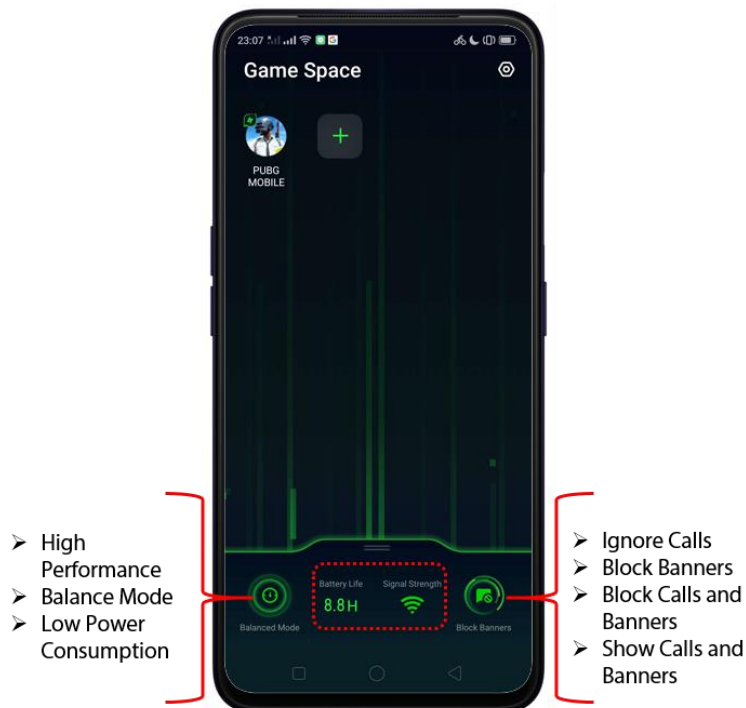 23:07
Game Space
PUBG
MOBILE
➤ High
Performance
➤ Balance Mode
➤ Low Power
Consumption
Battery Life
8.8H
Signal Strength
Balanced Mode
Block Banners
➤ Ignore Calls
➤ Block Banners
➤ Block Calls and
Banners
➤ Show Calls and
Banners